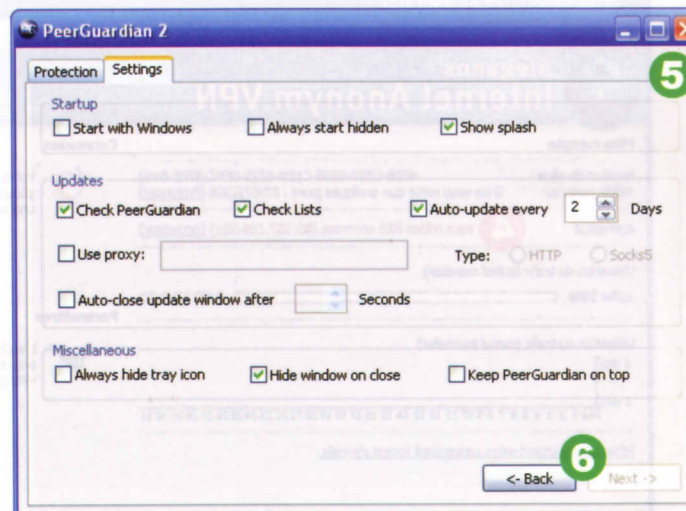 PeerGuardian 2
5
Protection Settings
Startup
Start with Windows Always start hidden Show splash
Updates
Check PeerGuardian Check Lists Auto-update every 2 Days
Use proxy: Type: HTTP Socks5
Auto-close update window after Seconds
Miscellaneous
Always hide tray icon Hide window on close Keep PeerGuardian on top
6
<- Back Next ->